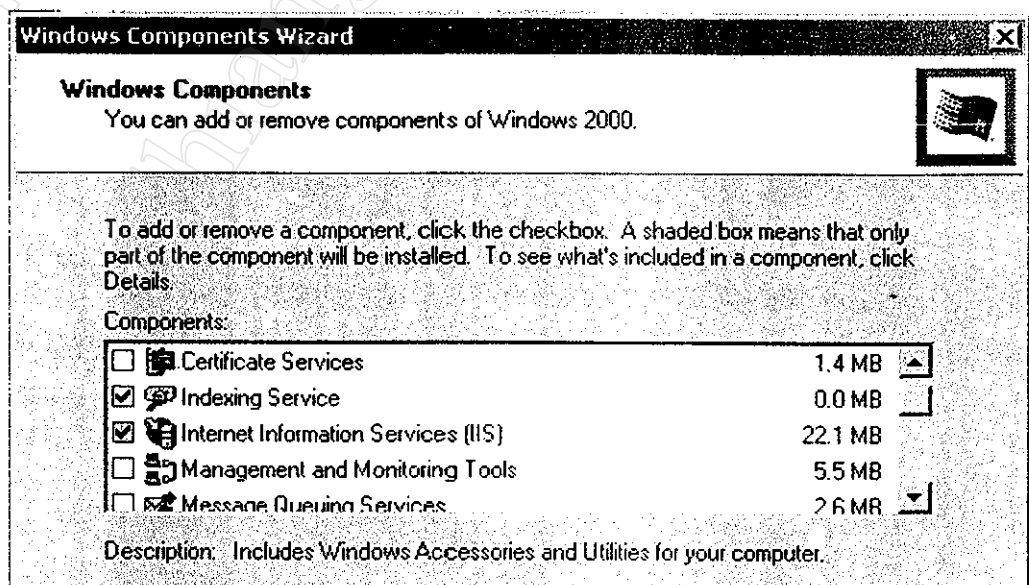 Windows Components Wizard
Windows Components
You can add or remove components of Windows 2000.
To add or remove a component, click the checkbox. A shaded box means that only
part of the component will be installed. To see what's included in a component, click
Details.
Components:
Certificate Services 1.4 MB
Indexing Service 0.0 MB
Internet Information Services (IIS) 22.1 MB
Management and Monitoring Tools 5.5 MB
Message Queuing Services 2.6 MB
Description: Includes Windows Accessories and Utilities for your computer.